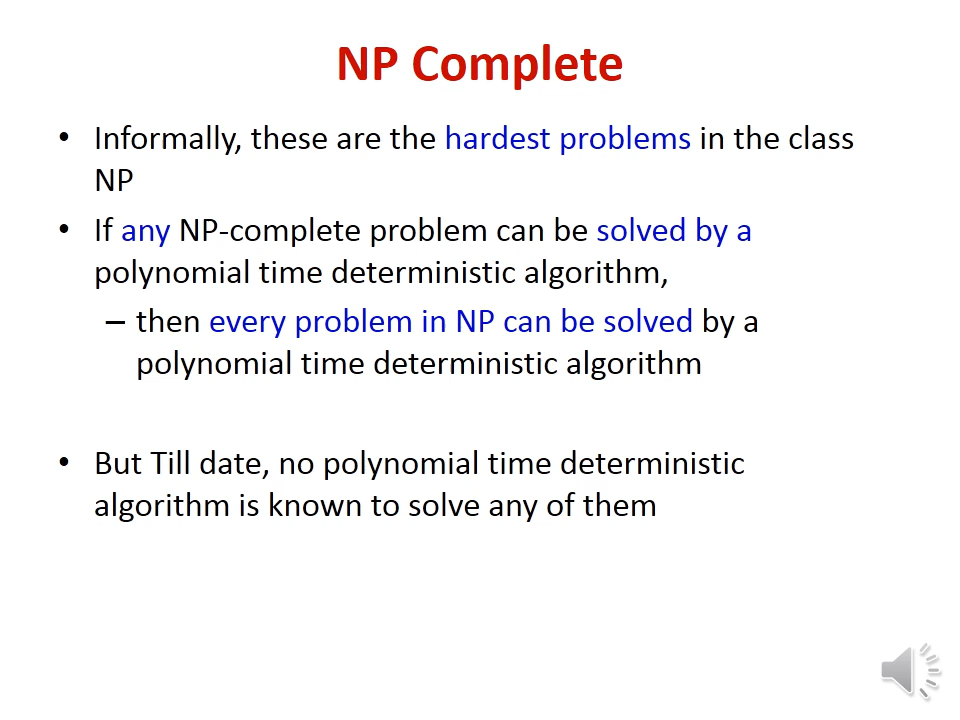 NP Complete
• Informally, these are the hardest problems in the class
NP
• If any NP-complete problem can be solved by a
polynomial time deterministic algorithm,
– then every problem in NP can be solved by a
polynomial time deterministic algorithm
• But Till date, no polynomial time deterministic
algorithm is known to solve any of them